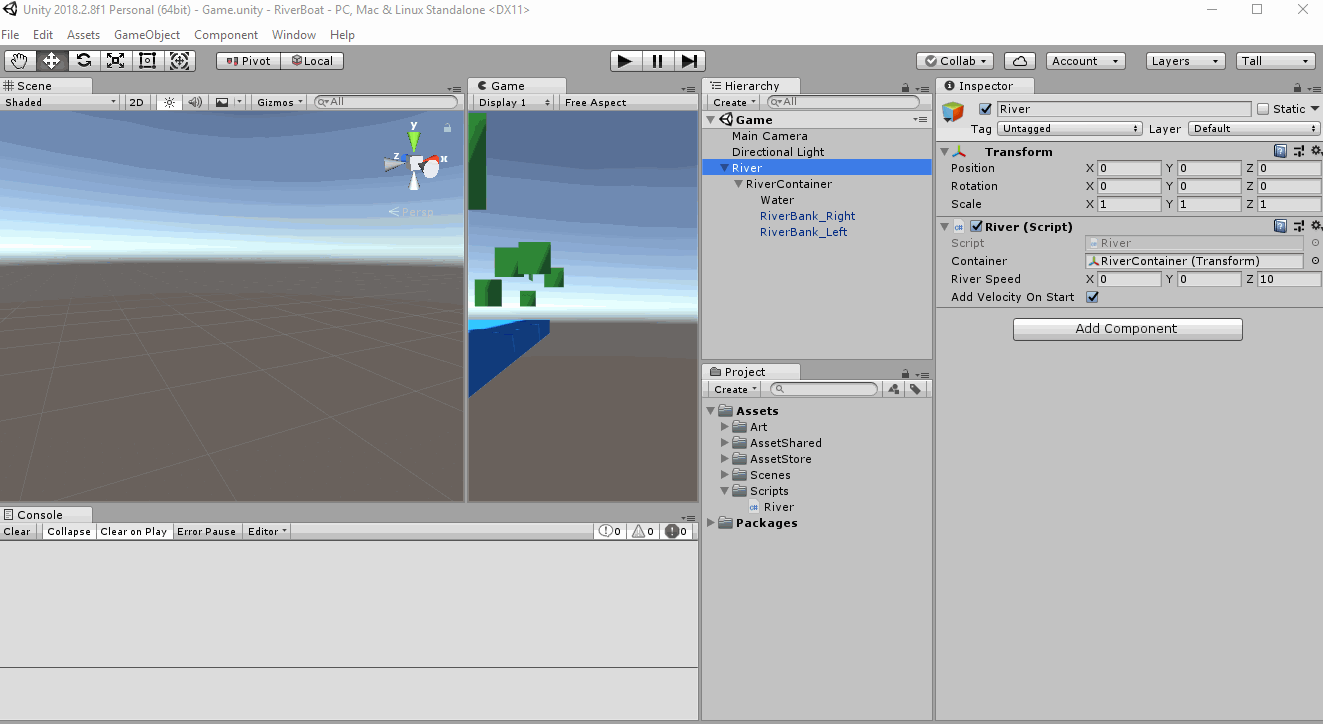 Unity 2018.2.8f1 Personal (64bit) - Game.unity - RiverBoat - PC, Mac & Linux Standalone <DX11>
File Edit Assets GameObject Component Window Help
Pivot Local Collab Account Layers Tall
Scene
Shaded 2D Gizmos All
y
z x
Persp
Game
Display 1 Free Aspect
Hierarchy
Create All
Game
Main Camera
Directional Light
River
RiverContainer
Water
RiverBank_Right
RiverBank_Left
Project
Create
Assets
Art
AssetShared
AssetStore
Scenes
Scripts
River
Packages
Inspector
River Static
Tag Untagged Layer Default
Transform
Position X 0 Y 0 Z 0
Rotation X 0 Y 0 Z 0
Scale X 1 Y 1 Z 1
River (Script)
Script River
Container RiverContainer (Transform)
River Speed X 0 Y 0 Z 10
Add Velocity On Start
Add Component
Console
Clear Collapse Clear on Play Error Pause Editor 0 0 0